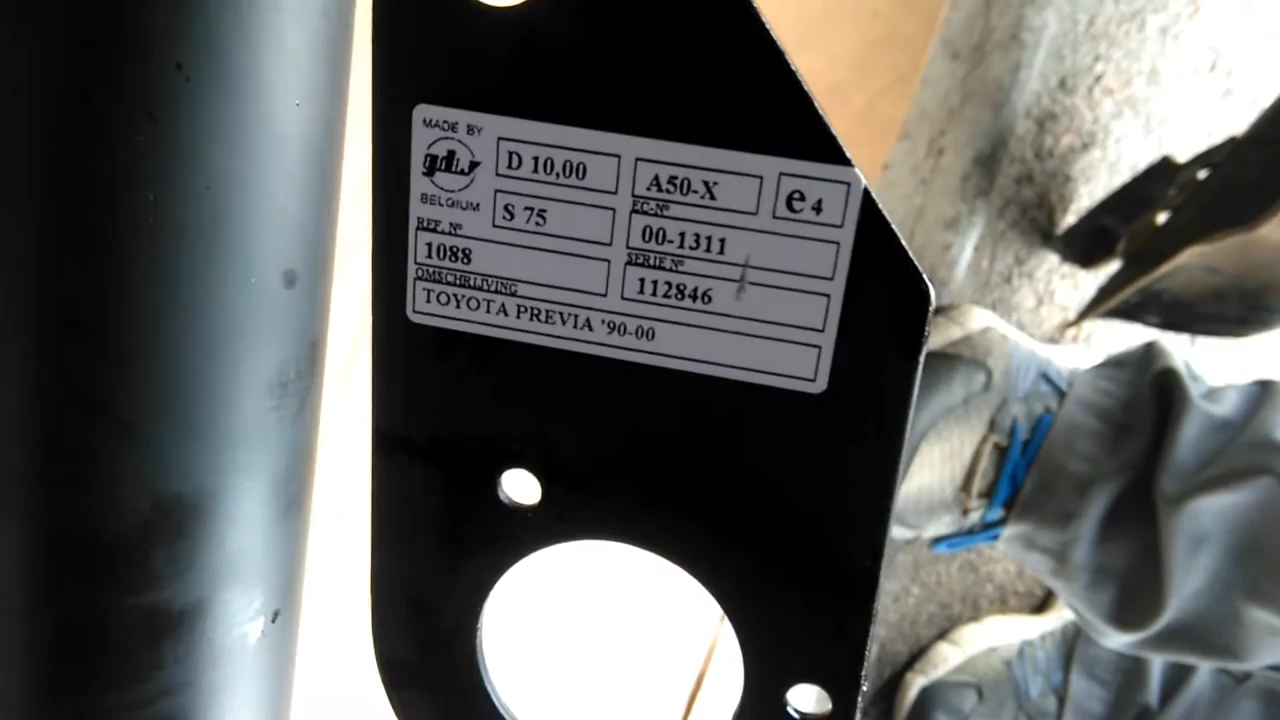 MADE BY
gdw
BELGIUM
D 10,00
S 75
A50-X
e4
EC-Nº
00-1311
REF. Nº
1088
SERIE Nº
112846
OMSCHRIJVING
TOYOTA PREVIA '90-00